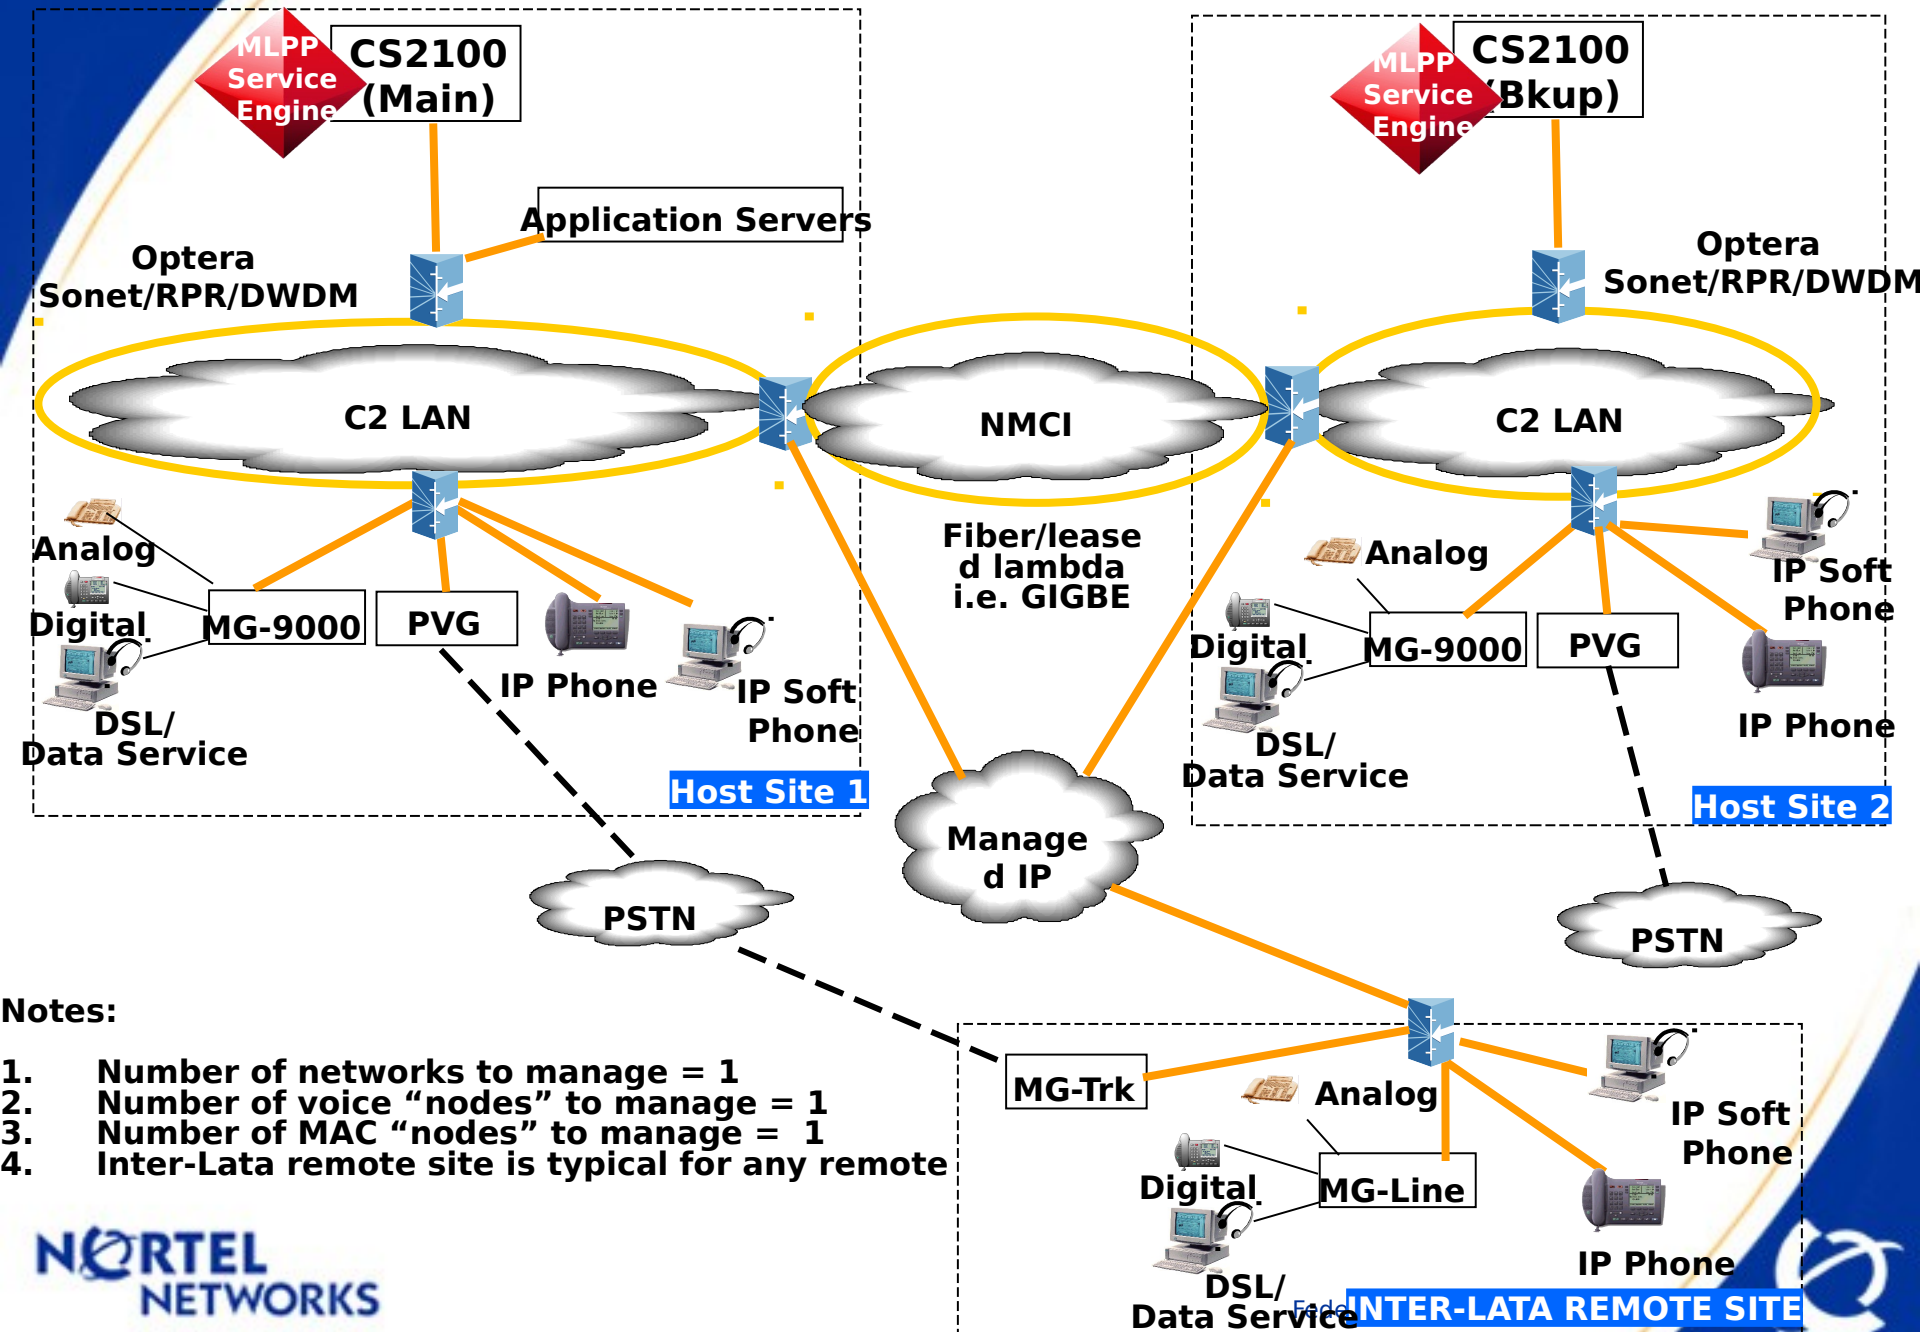 MLPP
Service
Engine
CS2100
(Main)
Application Servers
Optera
Sonet/RPR/DWDM
C2 LAN
Analog
Digital
DSL/
Data Service
MG-9000
PVG
IP Phone
IP Soft
Phone
Host Site 1
NMCI
Fiber/lease
d lambda
i.e. GIGBE
MLPP
Service
Engine
CS2100
(Bkup)
Optera
Sonet/RPR/DWDM
C2 LAN
Analog
Digital
DSL/
Data Service
MG-9000
PVG
IP Soft
Phone
IP Phone
Host Site 2
Manage
d IP
PSTN
PSTN
MG-Trk
Analog
Digital
DSL/
Data Service
MG-Line
IP Soft
Phone
IP Phone
INTER-LATA REMOTE SITE
Notes:
1. Number of networks to manage = 1
2. Number of voice “nodes” to manage = 1
3. Number of MAC “nodes” to manage = 1
4. Inter-Lata remote site is typical for any remote
NORTEL
NETWORKS